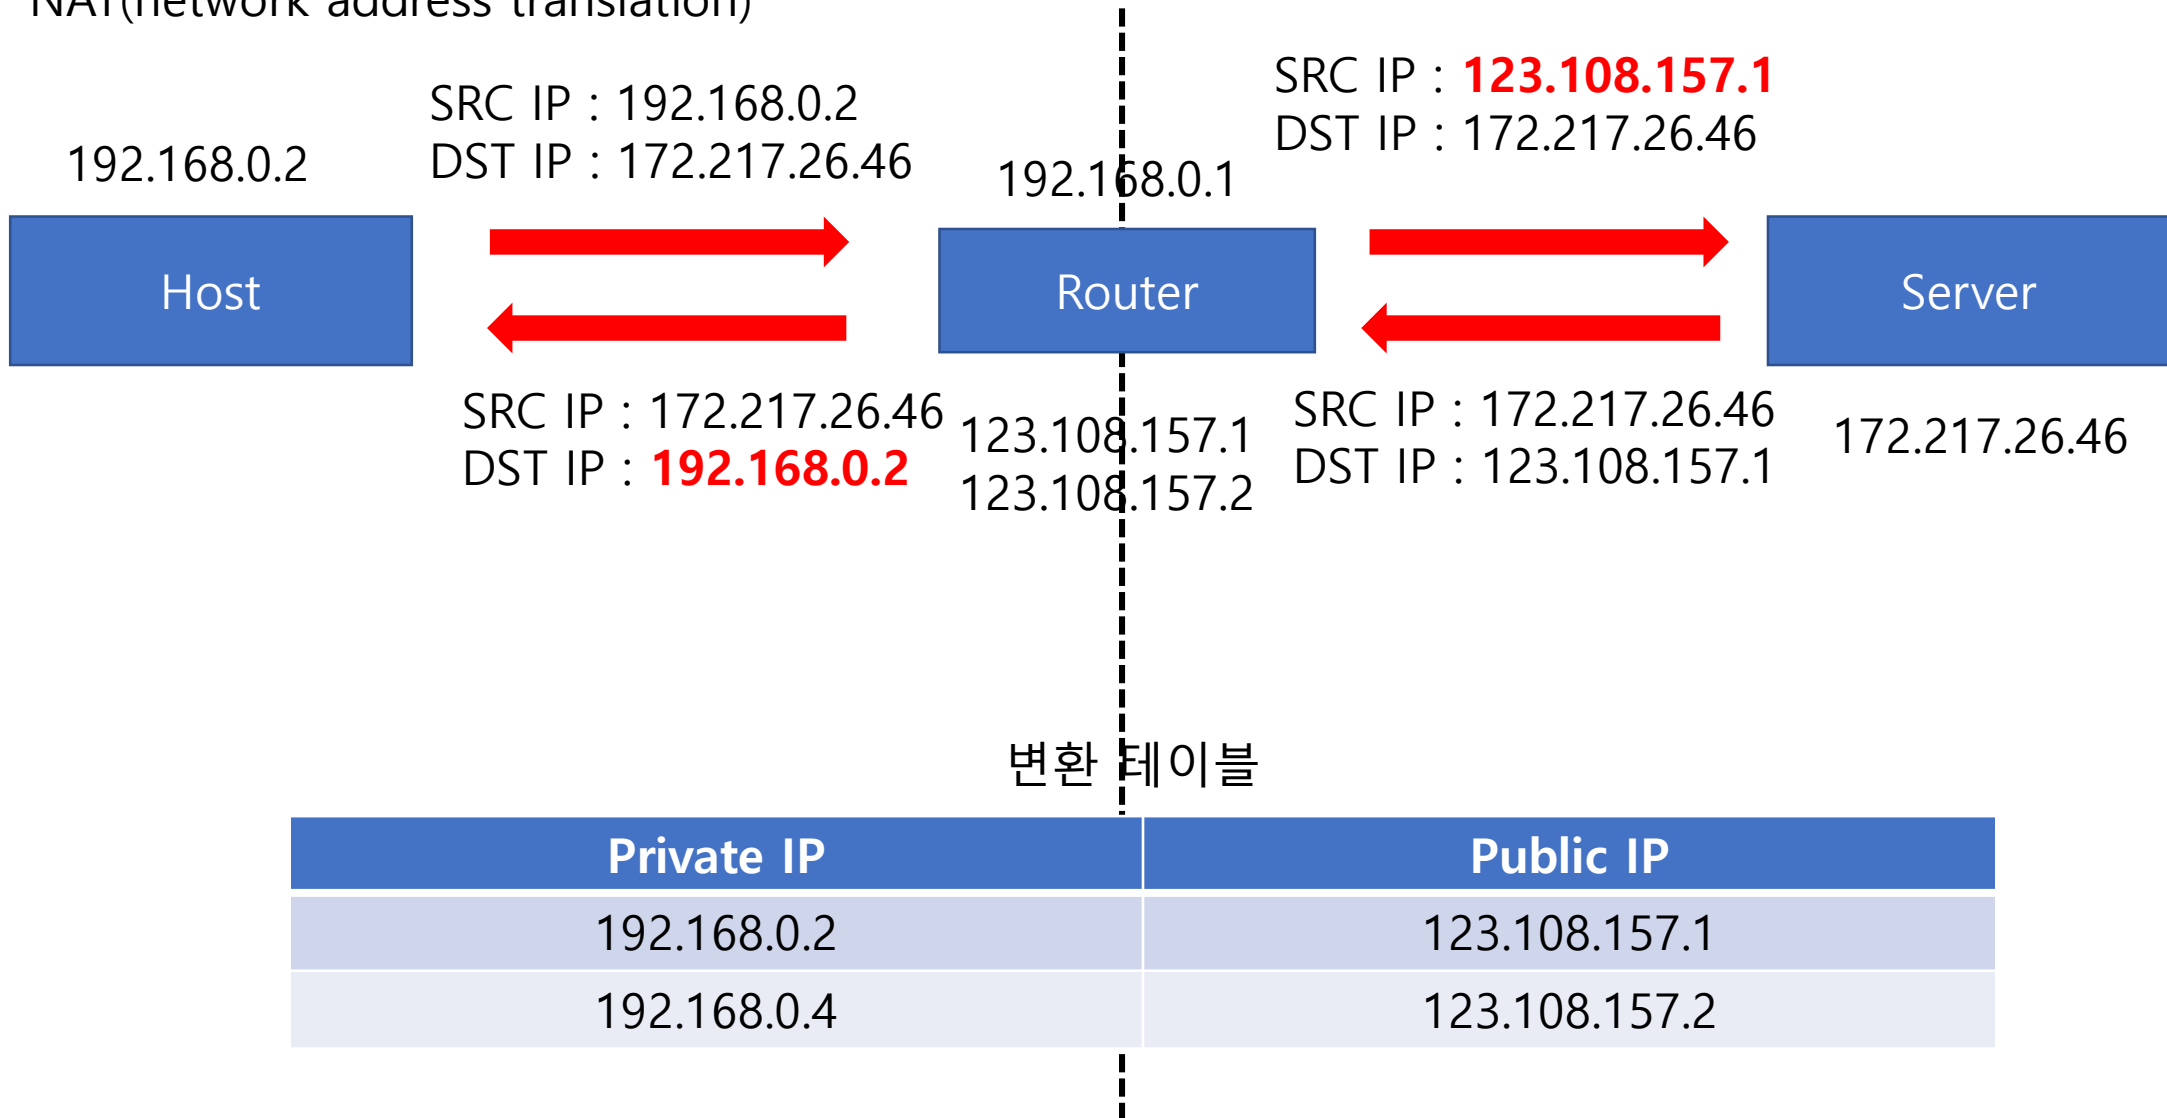 NAT(network address translation)
SRC IP : 192.168.0.2
DST IP : 172.217.26.46
SRC IP : 123.108.157.1
DST IP : 172.217.26.46
192.168.0.2
192.168.0.1
Host
Router
Server
SRC IP : 172.217.26.46
DST IP : 192.168.0.2
123.108.157.1
123.108.157.2
SRC IP : 172.217.26.46
DST IP : 123.108.157.1
172.217.26.46
변환 테이블
Private IP
Public IP
192.168.0.2
123.108.157.1
192.168.0.4
123.108.157.2